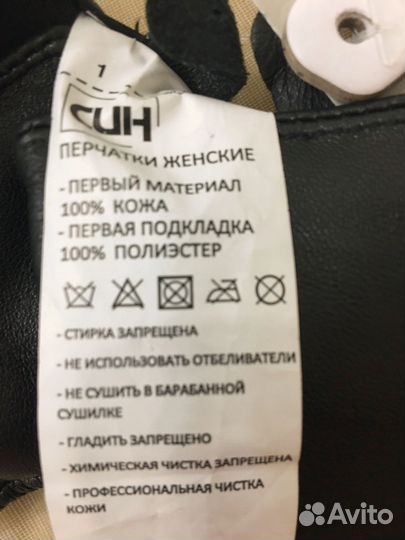 1
СИН
ПЕРЧАТКИ ЖЕНСКИЕ
- ПЕРВЫЙ МАТЕРИАЛ
100% КОЖА
- ПЕРВАЯ ПОДКЛАДКА
100% ПОЛИЭСТЕР
- СТИРКА ЗАПРЕЩЕНА
- НЕ ИСПОЛЬЗОВАТЬ ОТБЕЛИВАТЕЛИ
- НЕ СУШИТЬ В БАРАБАННОЙ
СУШИЛКЕ
- ГЛАДИТЬ ЗАПРЕЩЕНО
- ХИМИЧЕСКАЯ ЧИСТКА ЗАПРЕЩЕНА
- ПРОФЕССИОНАЛЬНАЯ ЧИСТКА
КОЖИ
Avito